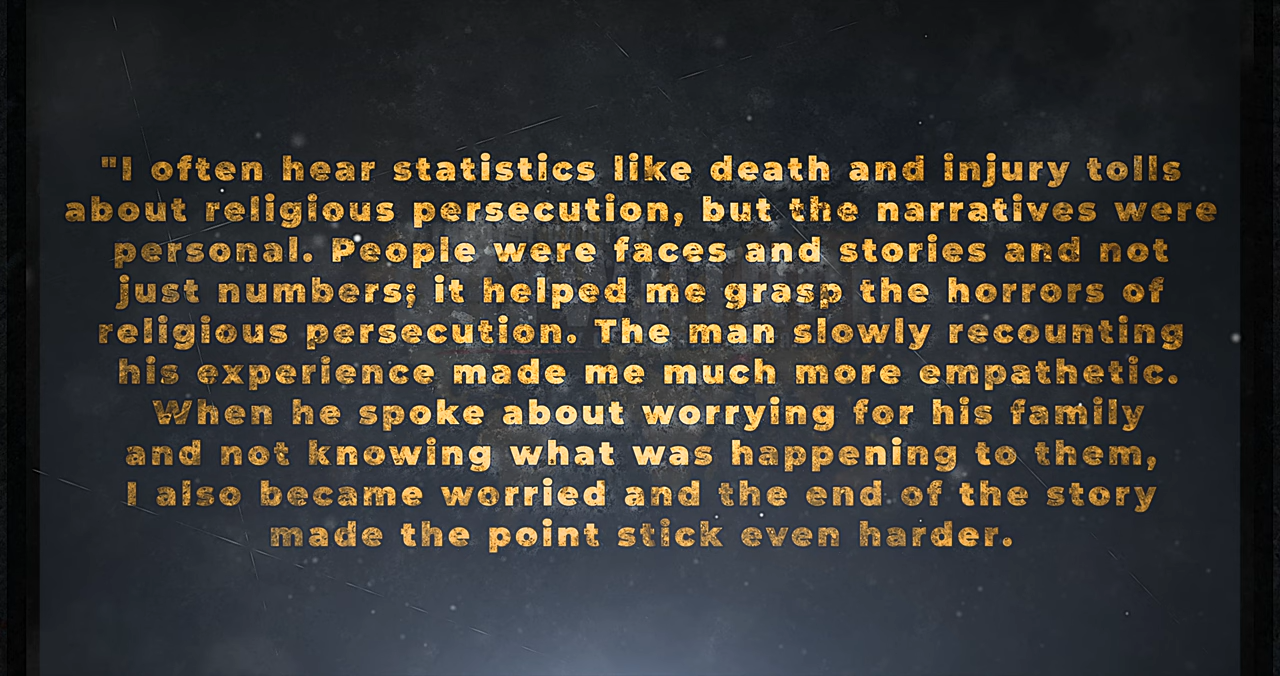 "I often hear statistics like death and injury tolls
about religious persecution, but the narratives were
personal. People were faces and stories and not
just numbers; it helped me grasp the horrors of
religious persecution. The man slowly recounting
his experience made me much more empathetic.
When he spoke about worrying for his family
and not knowing what was happening to them,
I also became worried and the end of the story
made the point stick even harder.